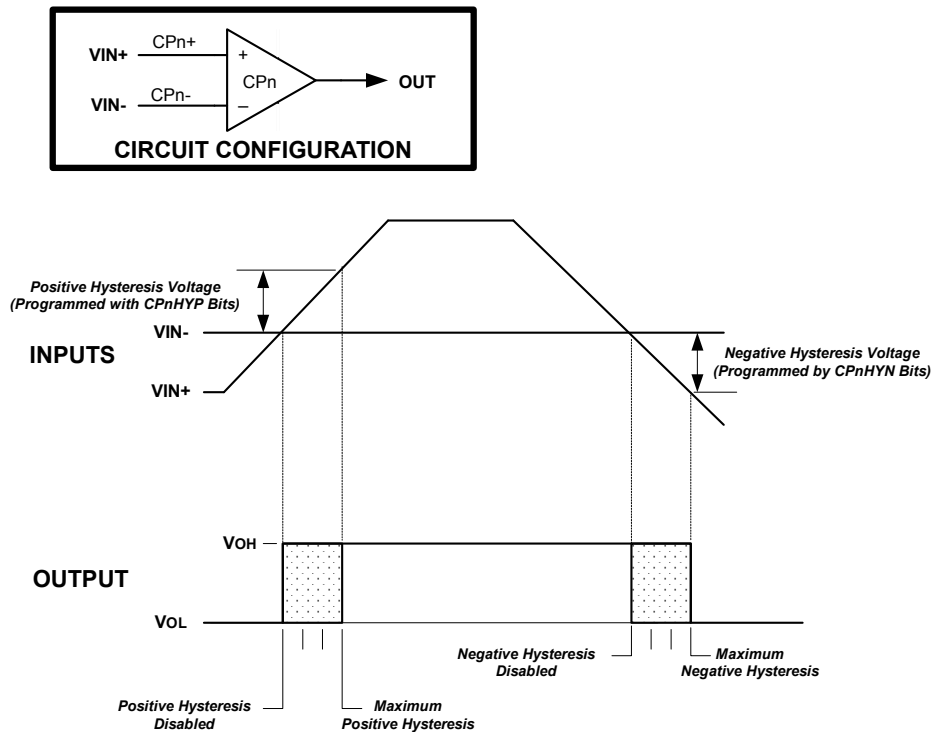 VIN+
CPn+
+
CPn
OUT
VIN-
CPn-
–
CIRCUIT CONFIGURATION
Positive Hysteresis Voltage
(Programmed with CPnHYP Bits)
VIN-
INPUTS
VIN+
Negative Hysteresis Voltage
(Programmed by CPnHYN Bits)
VOH
OUTPUT
VOL
Positive Hysteresis
Disabled
Maximum
Positive Hysteresis
Negative Hysteresis
Disabled
Maximum
Negative Hysteresis